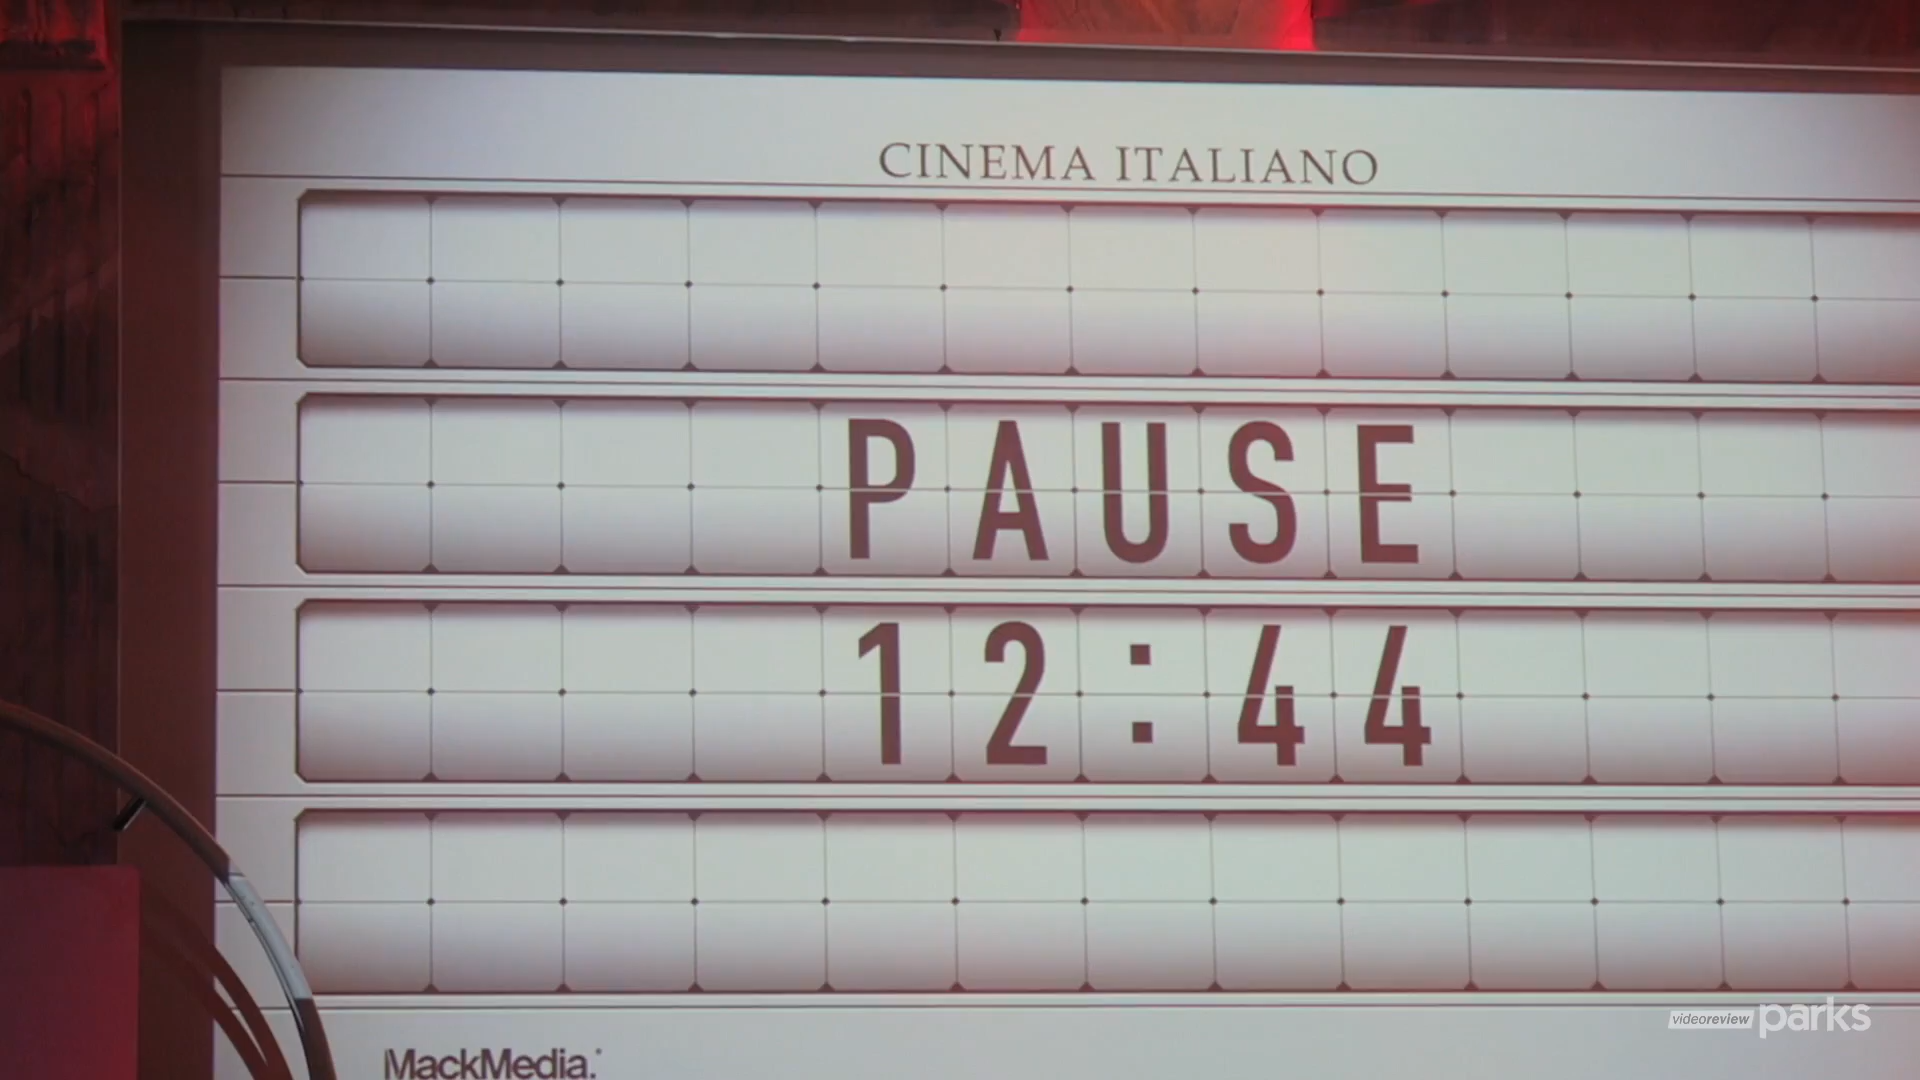 CINEMA ITALIANO
PAUSE
12:44
MackMedia.
videoreview parks